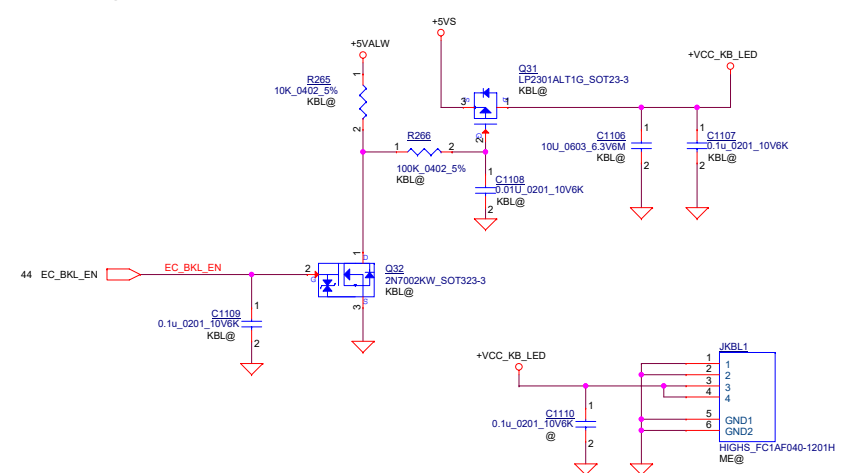 +5VS
+5VALW
+VCC_KB_LED
R265
10K_0402_5%
KBL@
1
2
Q31
LP2301ALT1G_SOT23-3
KBL@
3
S
D
1
G
2
R266
1
2
100K_0402_5%
KBL@
C1108
0.01U_0201_10V6K
KBL@
1
2
C1106
10U_0603_6.3V6M
KBL@
1
2
C1107
0.1u_0201_10V6K
KBL@
1
2
44 EC_BKL_EN
EC_BKL_EN
2
G
1
D
3
S
Q32
2N7002KW_SOT323-3
KBL@
C1109
0.1u_0201_10V6K
KBL@
1
2
+VCC_KB_LED
C1110
0.1u_0201_10V6K
@
1
2
JKBL1
1 1
2 2
3 3
4 4
5 GND1
6 GND2
HIGHS_FC1AF040-1201H
ME@